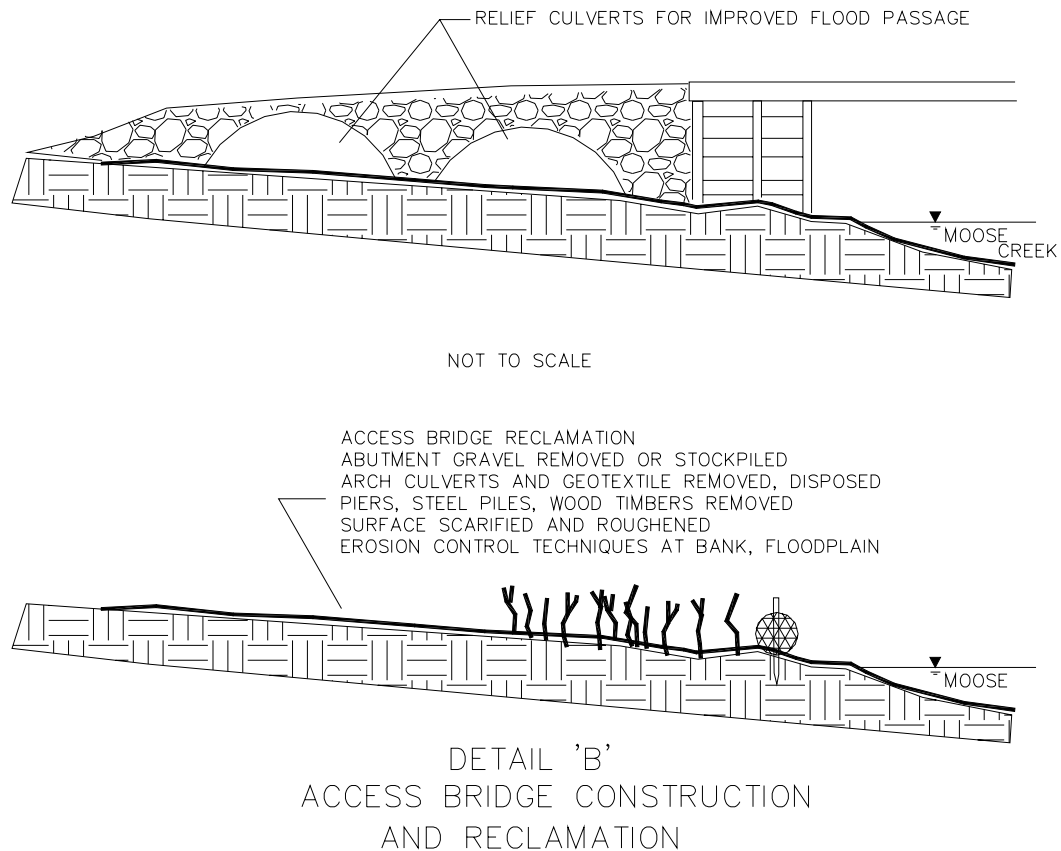 RELIEF CULVERTS FOR IMPROVED FLOOD PASSAGE
MOOSE
CREEK
NOT TO SCALE
ACCESS BRIDGE RECLAMATION
ABUTMENT GRAVEL REMOVED OR STOCKPILED
ARCH CULVERTS AND GEOTEXTILE REMOVED, DISPOSED
PIERS, STEEL PILES, WOOD TIMBERS REMOVED
SURFACE SCARIFIED AND ROUGHENED
EROSION CONTROL TECHNIQUES AT BANK, FLOODPLAIN
MOOSE
DETAIL 'B'
ACCESS BRIDGE CONSTRUCTION
AND RECLAMATION